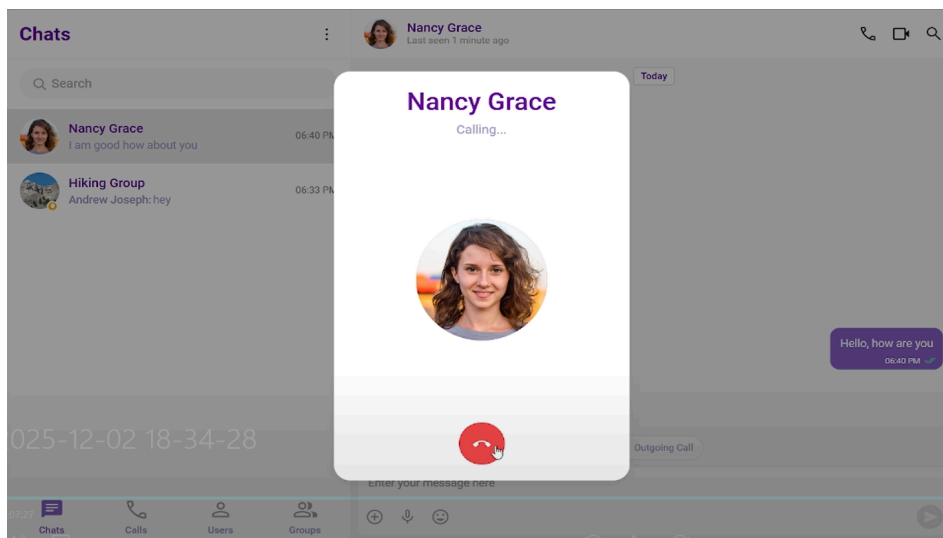 Chats
Nancy Grace
Last seen 1 minute ago
Search
Today
Nancy Grace
Calling...
Nancy Grace
06:40 PM
I am good how about you
Hiking Group
06:33 PM
Andrew Joseph: hey
Hello, how are you
06:40 PM
025-12-02 18-34-28
Outgoing Call
Enter your message here
Chats
Calls
Users
Groups